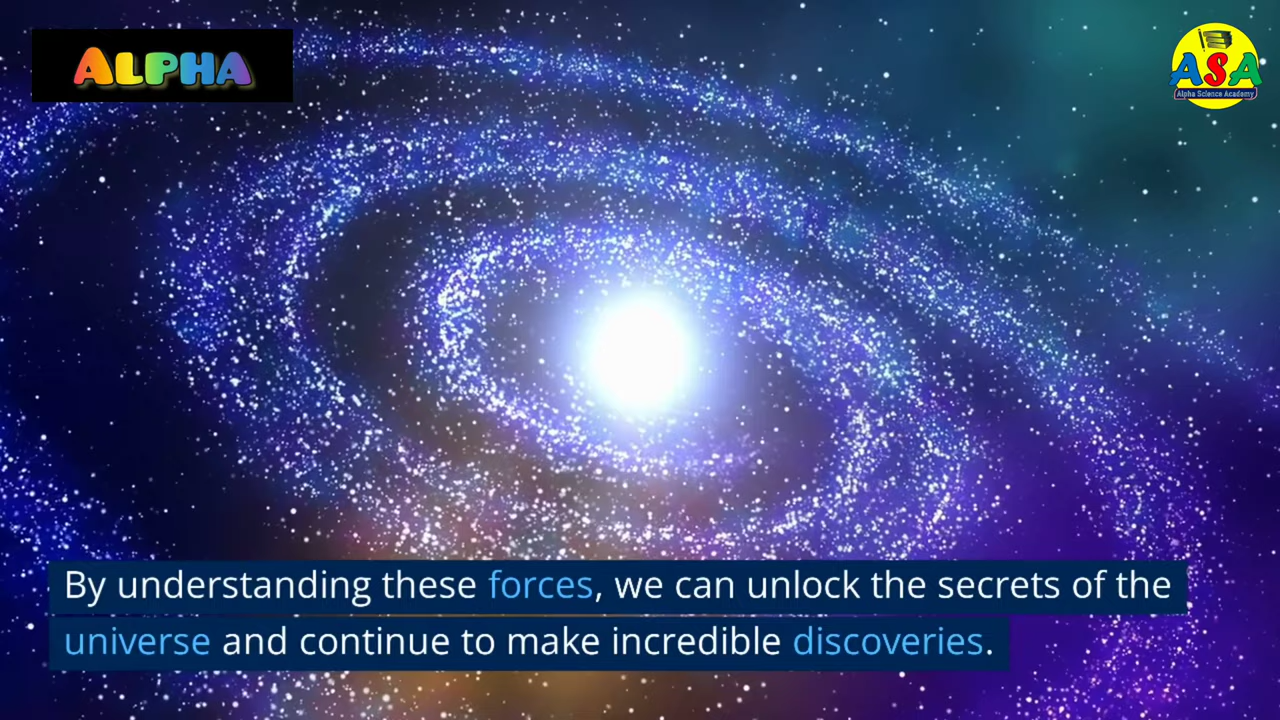 ALPHA
ASA
Alpha Science Academy
By understanding these forces, we can unlock the secrets of the
universe and continue to make incredible discoveries.